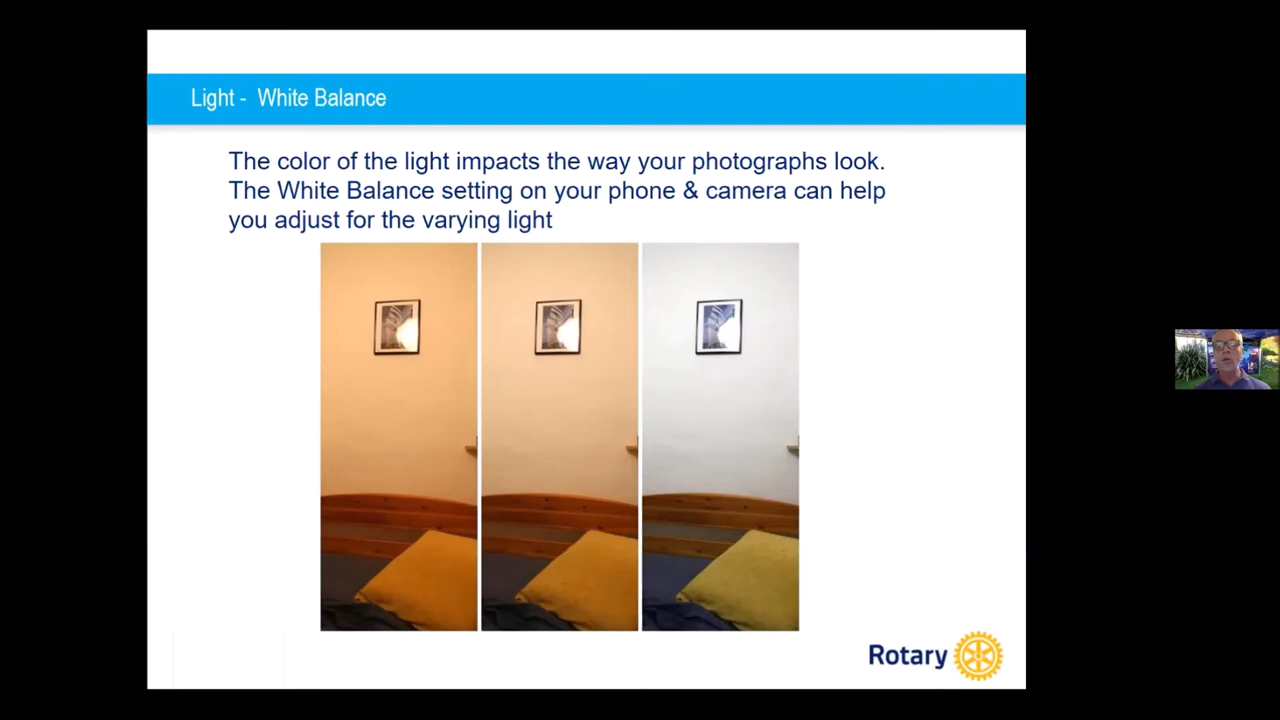 Light -  White Balance
The color of the light impacts the way your photographs look.
The White Balance setting on your phone & camera can help
you adjust for the varying light
Rotary